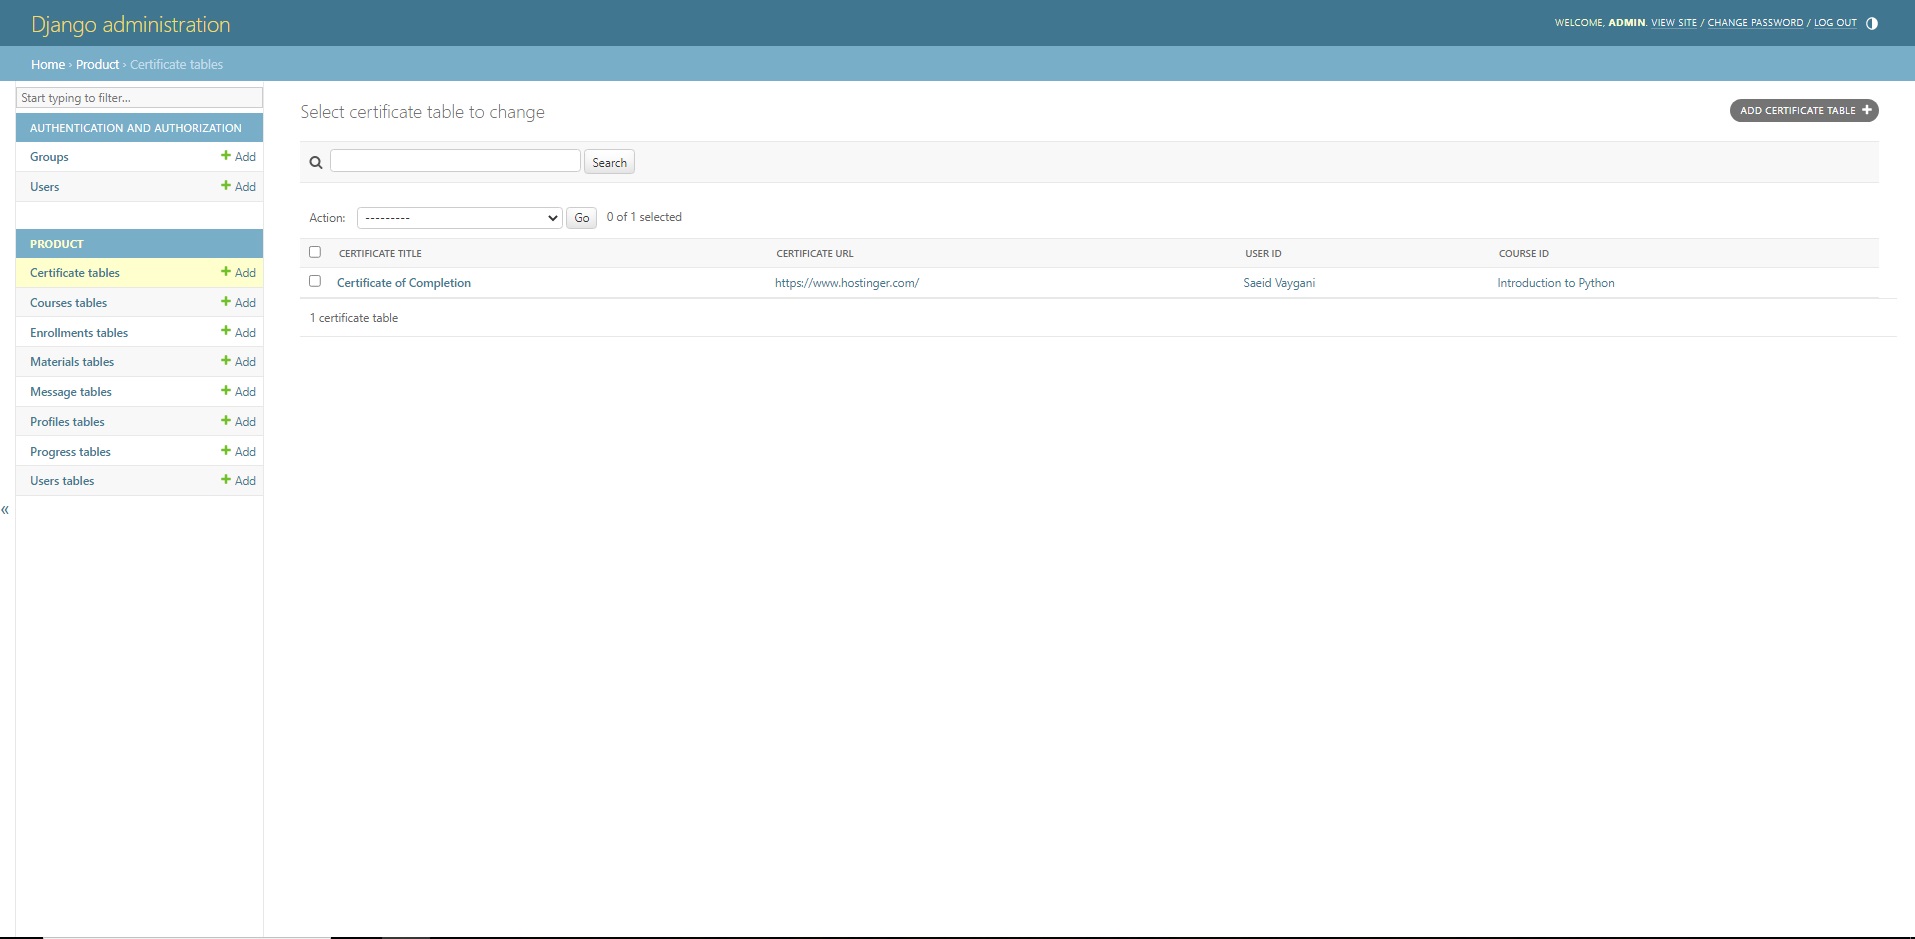 Django administration
WELCOME, ADMIN. VIEW SITE / CHANGE PASSWORD / LOG OUT
Home › Product › Certificate tables
Start typing to filter...
AUTHENTICATION AND AUTHORIZATION
Groups + Add
Users + Add
PRODUCT
Certificate tables + Add
Courses tables + Add
Enrollments tables + Add
Materials tables + Add
Message tables + Add
Profiles tables + Add
Progress tables + Add
Users tables + Add
«
Select certificate table to change
ADD CERTIFICATE TABLE +
Search
Action: --------- Go 0 of 1 selected
CERTIFICATE TITLE CERTIFICATE URL USER ID COURSE ID
Certificate of Completion https://www.hostinger.com/ Saeid Vaygani Introduction to Python
1 certificate table